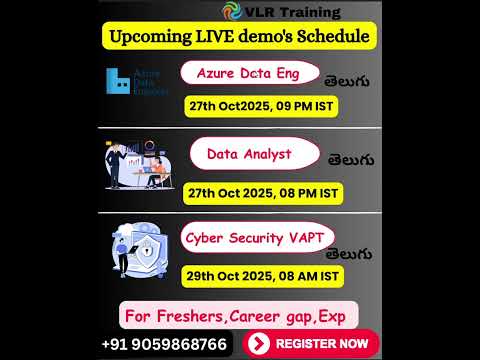 VLR Training
Upcoming LIVE demo's Schedule
Azure Data Engineer
Azure Data Eng
తెలుగు
27th Oct2025, 09 PM IST
Data Analyst
తెలుగు
27th Oct 2025, 08 PM IST
Cyber Security VAPT
తెలుగు
29th Oct 2025, 08 AM IST
For Freshers,Career gap,Exp
+91 9059868766
REGISTER NOW